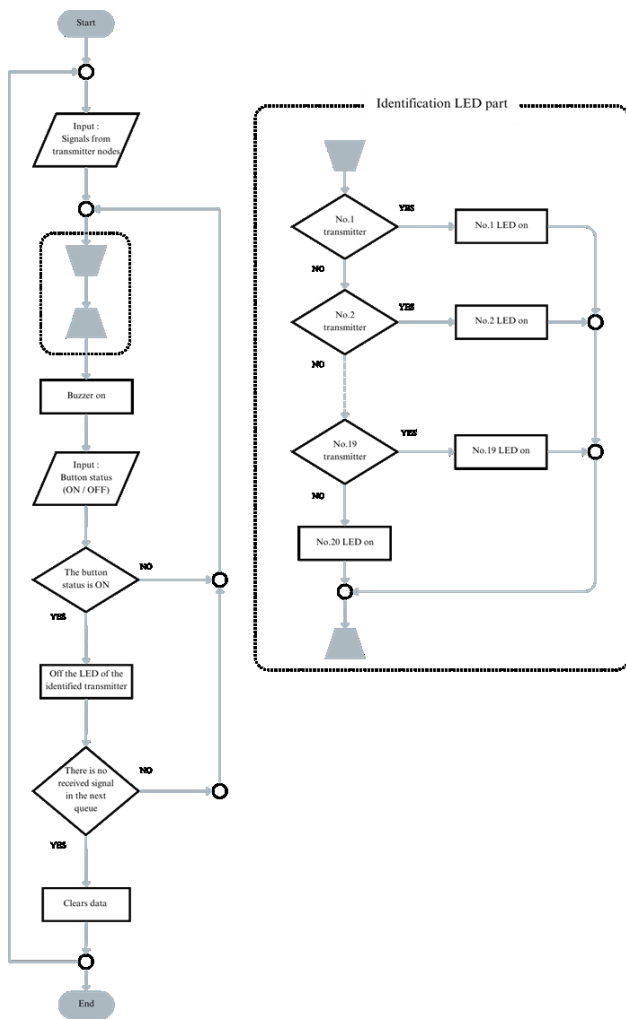 Start
Input :
Signals from
transmitter nodes
Buzzer on
Input :
Button status
(ON / OFF)
The button
status is ON
NO
YES
Off the LED of the
identified transmitter
There is no
received signal
in the next
queue
NO
YES
Clears data
End
Identification LED part
No.1
transmitter
YES
No.1 LED on
NO
No.2
transmitter
YES
No.2 LED on
NO
No.19
transmitter
YES
No.19 LED on
NO
No.20 LED on